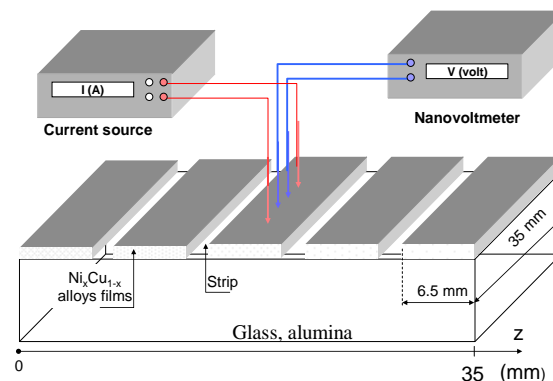 I (A)
V (volt)
Current source
Nanovoltmeter
35 mm
NiₓCu₁₋ₓ
alloys films
Strip
6.5 mm
Glass, alumina
z
0
35 (mm)